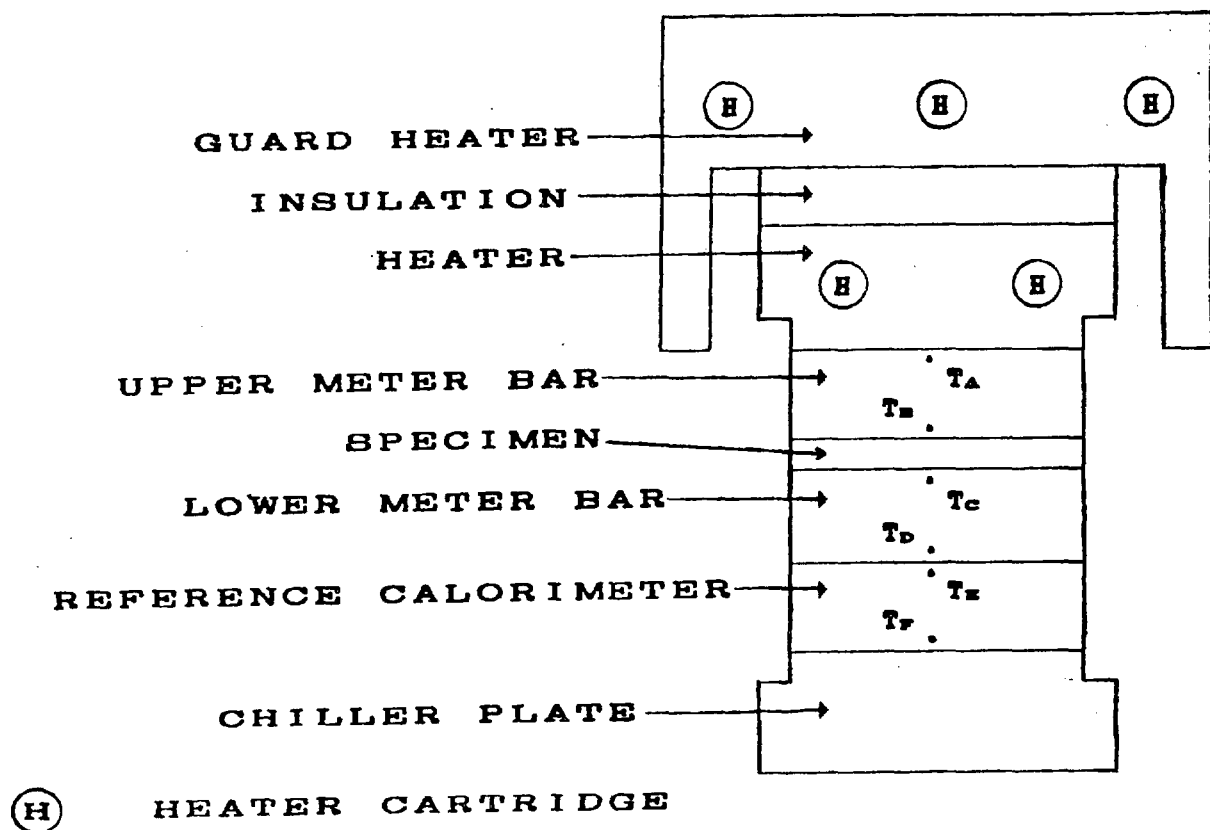 H H H
GUARD HEATER
INSULATION
HEATER
H H
UPPER METER BAR
TA
TB
SPECIMEN
LOWER METER BAR
TC
TD
REFERENCE CALORIMETER
TE
TF
CHILLER PLATE
H HEATER CARTRIDGE